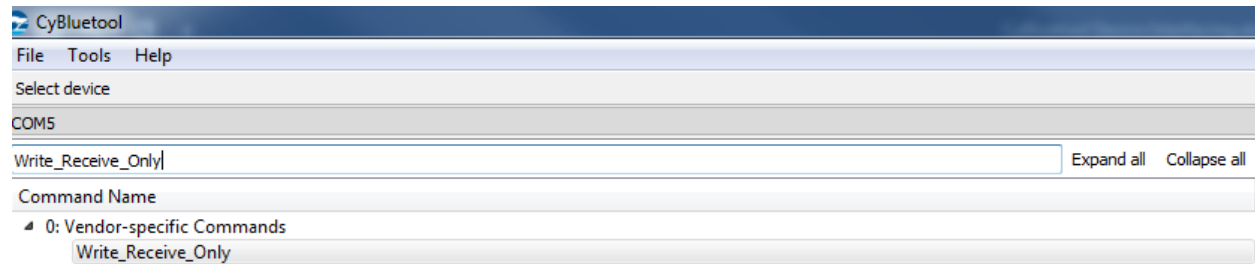 CyBluetool
File Tools Help
Select device
COM5
Write_Receive_Only Expand all Collapse all
Command Name
0: Vendor-specific Commands
Write_Receive_Only